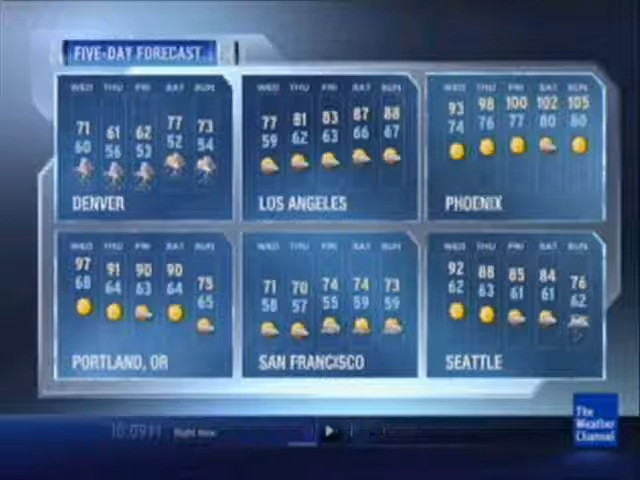 FIVE-DAY FORECAST
WED THU FRI SAT SUN
71 61 62 77 73
60 56 53 52 54
DENVER
WED THU FRI SAT SUN
77 81 83 87 88
59 62 63 66 67
LOS ANGELES
WED THU FRI SAT SUN
93 98 100 102 105
74 76 77 80 80
PHOENIX
WED THU FRI SAT SUN
97 91 90 90 75
68 64 63 64 65
PORTLAND, OR
WED THU FRI SAT SUN
71 70 74 74 73
58 57 55 59 59
SAN FRANCISCO
WED THU FRI SAT SUN
92 88 85 84 76
62 63 61 61 62
SEATTLE
Right Now
The
Weather
Channel